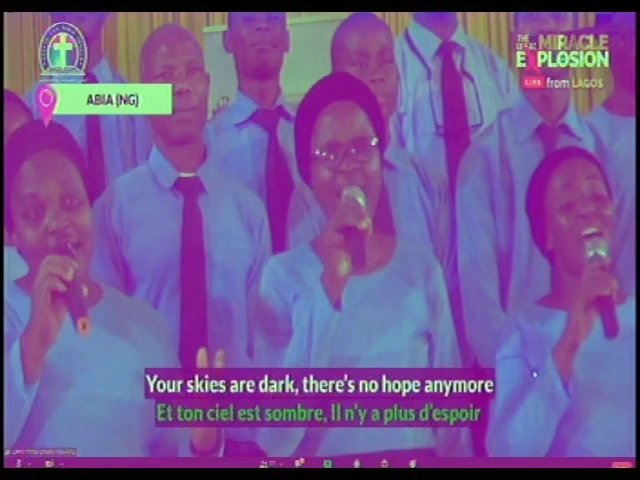 THE
GREAT MIRACLE
EXPLOSION
LIVE from LAGOS
ABIA (NG)
Your skies are dark, there's no hope anymore
Et ton ciel est sombre, Il n'y a plus d'espoir